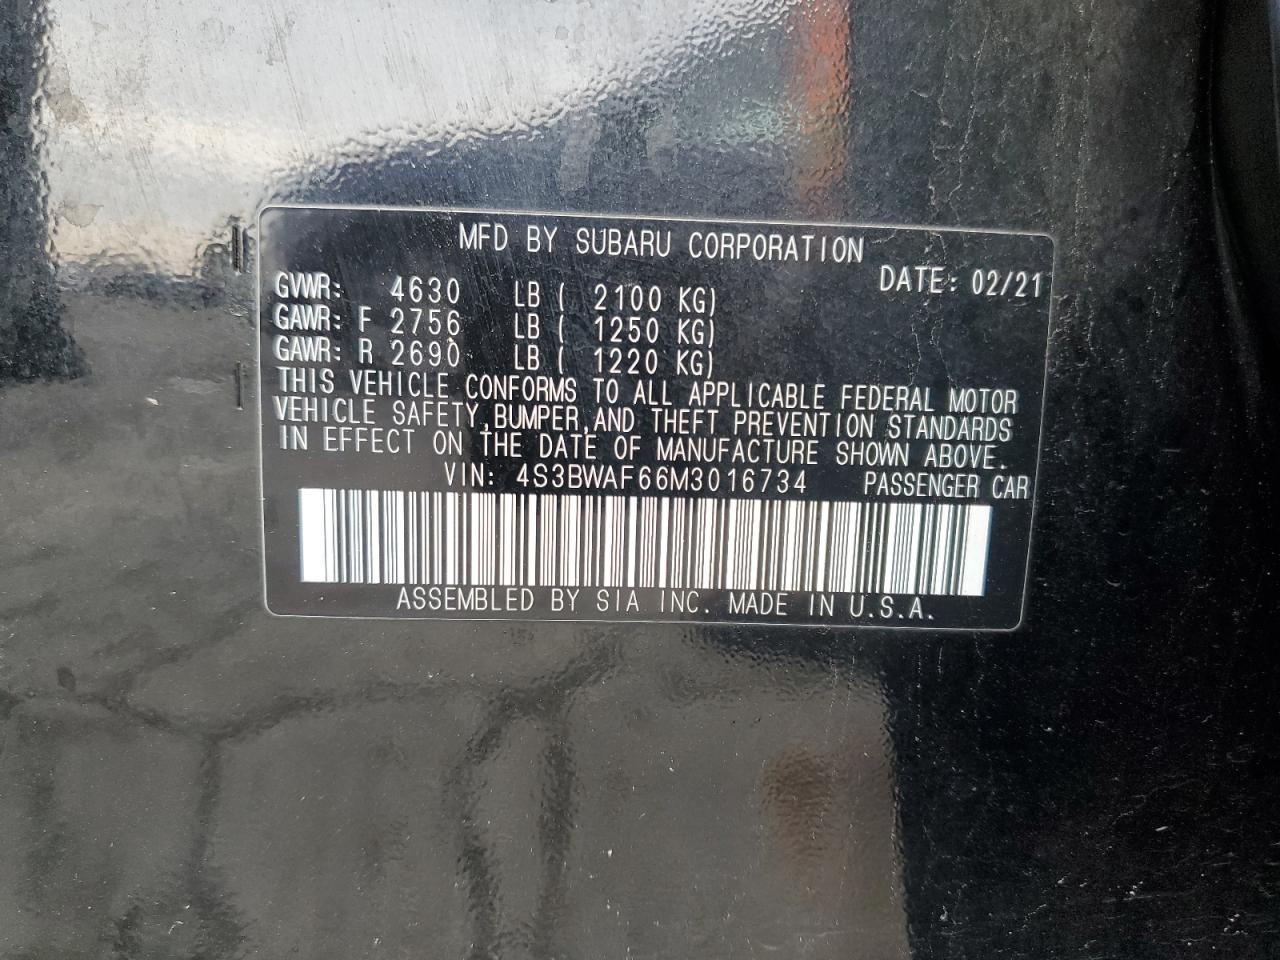 MFD BY SUBARU CORPORATION
DATE: 02/21
GVWR: 4630 LB ( 2100 KG)
GAWR: F 2756 LB ( 1250 KG)
GAWR: R 2690 LB ( 1220 KG)
THIS VEHICLE CONFORMS TO ALL APPLICABLE FEDERAL MOTOR
VEHICLE SAFETY,BUMPER,AND THEFT PREVENTION STANDARDS
IN EFFECT ON THE DATE OF MANUFACTURE SHOWN ABOVE.
VIN: 4S3BWAF66M3016734 PASSENGER CAR
ASSEMBLED BY SIA INC. MADE IN U.S.A.